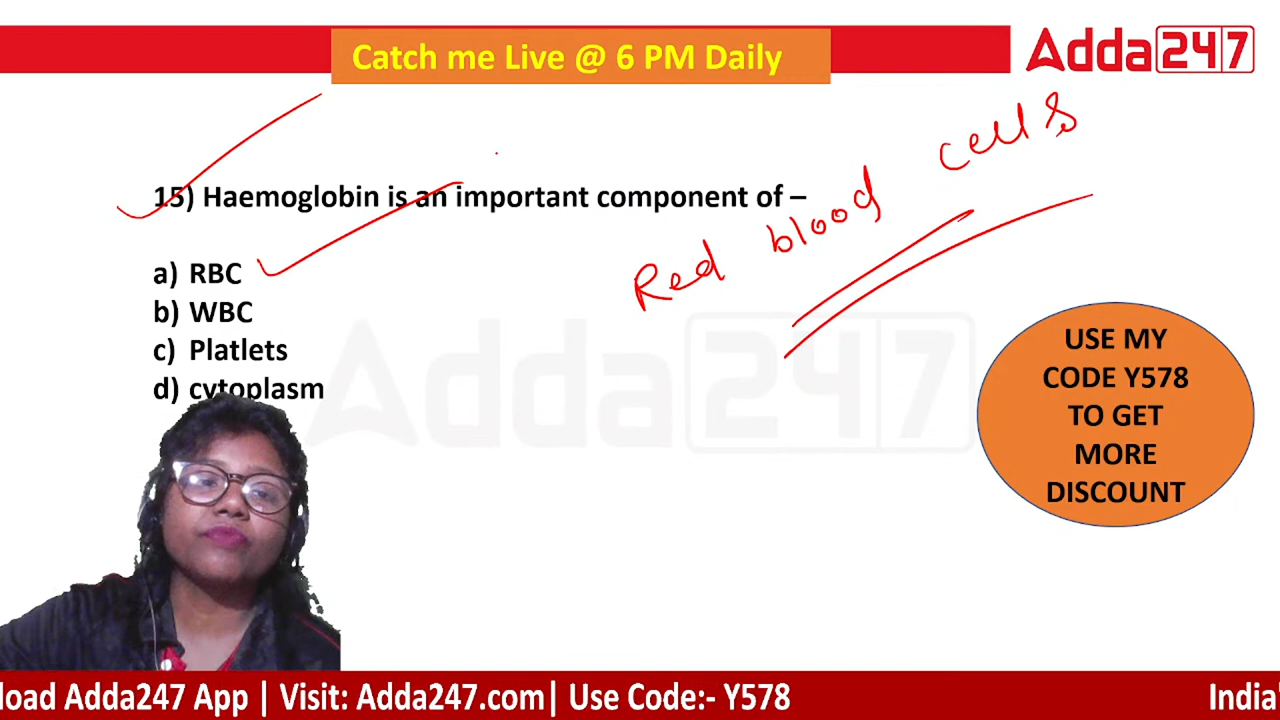 Catch me Live @ 6 PM Daily
Adda247
Red blood cells
15) Haemoglobin is an important component of –
a) RBC
b) WBC
c) Platlets
d) cytoplasm
Adda247
USE MY
CODE Y578
TO GET
MORE
DISCOUNT
load Adda247 App | Visit: Adda247.com| Use Code:- Y578
India'